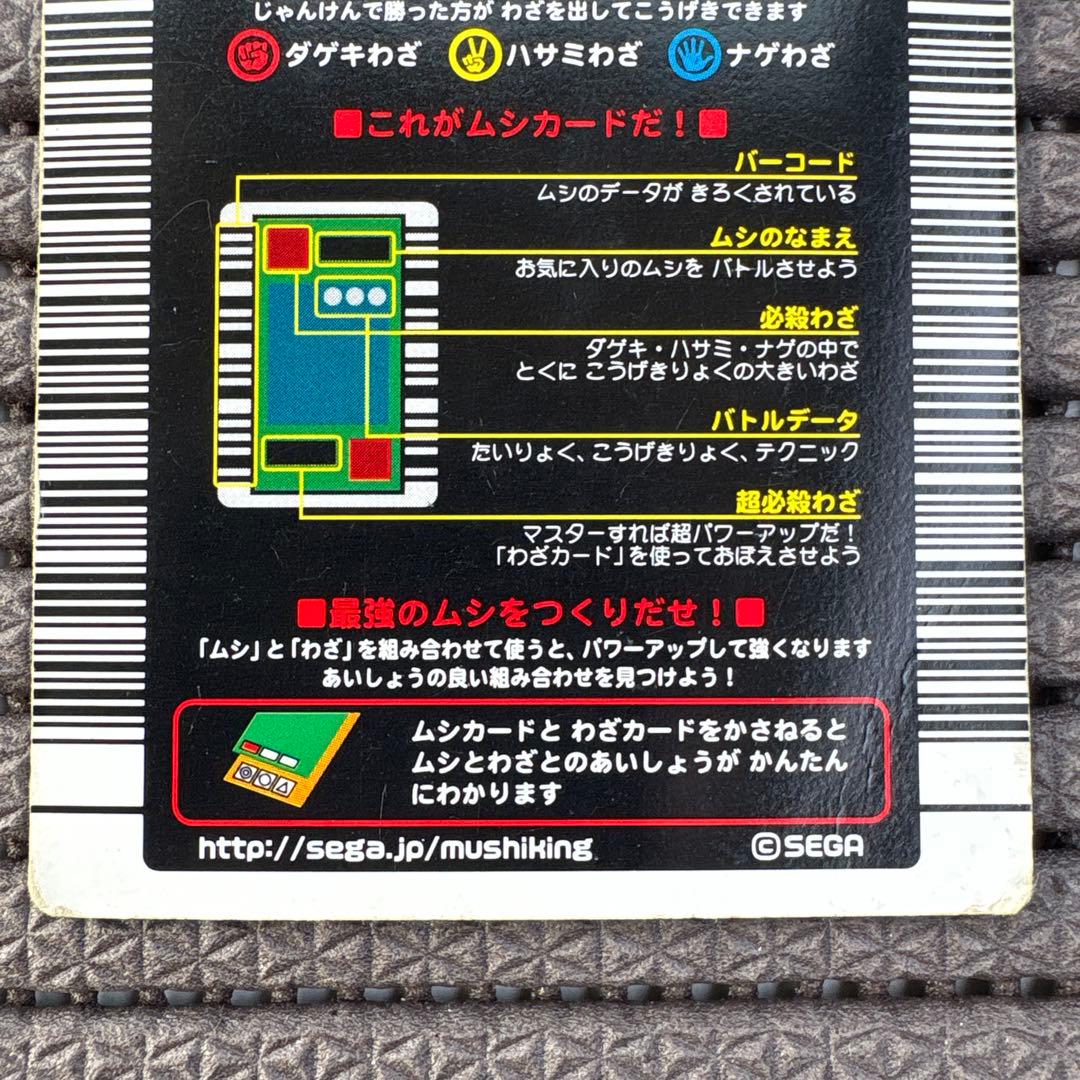 じゃんけんで勝った方が わざを出してこうげきできます
ダゲキわざ ハサミわざ ナゲわざ
■これがムシカードだ！■
バーコード
ムシのデータが きろくされている
ムシのなまえ
お気に入りのムシを バトルさせよう
必殺わざ
ダゲキ・ハサミ・ナゲの中で
とくに こうげきりょくの大きいわざ
バトルデータ
たいりょく、こうげきりょく、テクニック
超必殺わざ
マスターすれば超パワーアップだ！
「わざカード」を使っておぼえさせよう
■最強のムシをつくりだせ！■
「ムシ」と「わざ」を組み合わせて使うと、パワーアップして強くなります
あいしょうの良い組み合わせを見つけよう！
ムシカードと わざカードをかさねると
ムシとわざとのあいしょうが かんたん
にわかります
http://sega.jp/mushiking ©SEGA